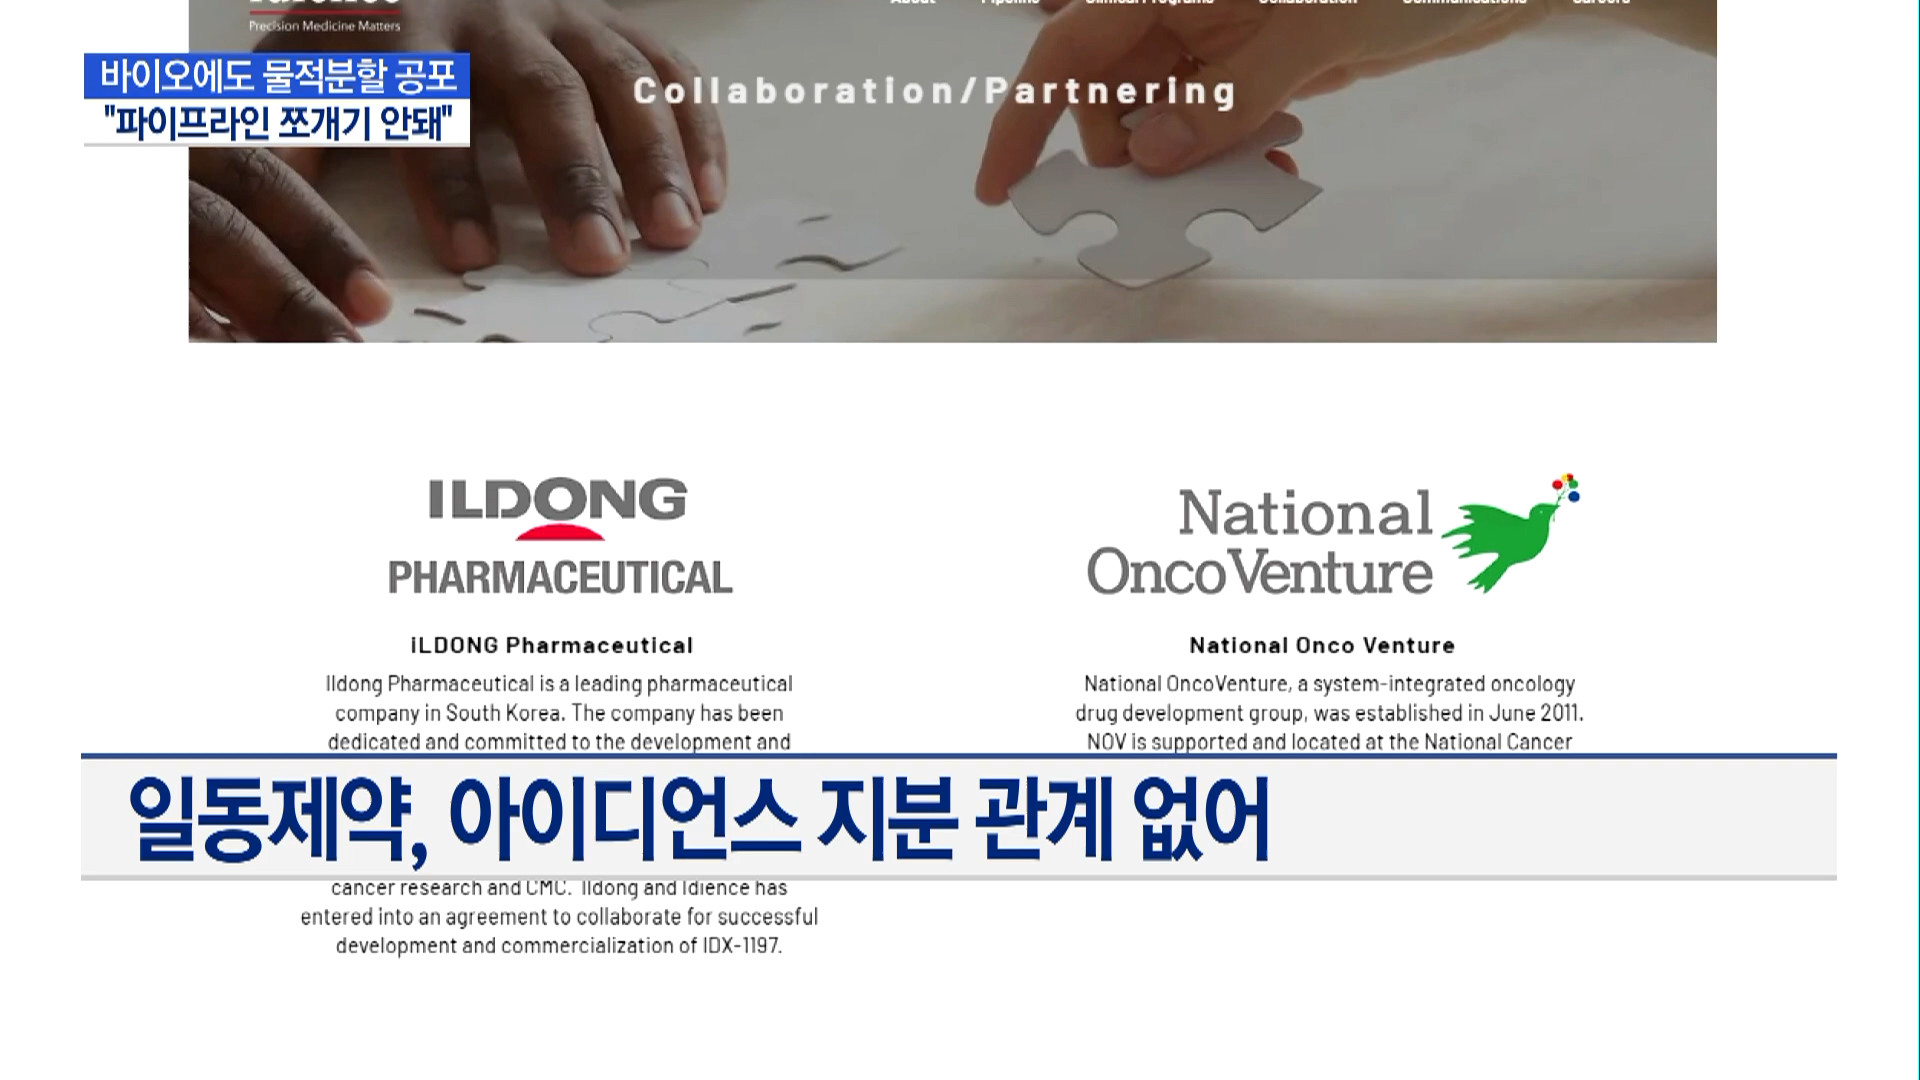 Precision Medicine Matters
바이오에도 물적분할 공포
"파이프라인 쪼개기 안돼"
Collaboration/Partnering
ILDONG
PHARMACEUTICAL
National
OncoVenture
iLDONG Pharmaceutical
Ildong Pharmaceutical is a leading pharmaceutical
company in South Korea. The company has been
dedicated and committed to the development and
National Onco Venture
National OncoVenture, a system-integrated oncology
drug development group, was established in June 2011.
NOV is supported and located at the National Cancer
일동제약, 아이디언스 지분 관계 없어
cancer research and CMC. Ildong and Idience has
entered into an agreement to collaborate for successful
development and commercialization of IDX-1197.